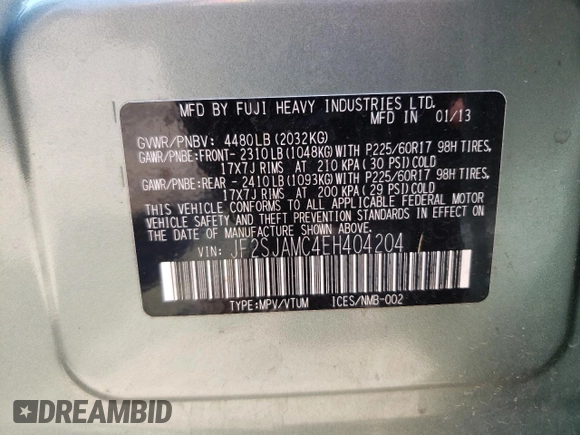 MFD BY FUJI HEAVY INDUSTRIES LTD.
MFD IN 01/13
GVWR/PNBV: 4480LB (2032KG)
GAWR/PNBE:FRONT- 2310LB (1048KG)WITH P225/60R17 98H TIRES,
17X7J RIMS AT 210 KPA (30 PSI)COLD
GAWR/PNBE:REAR - 2410LB (1093KG)WITH P225/60R17 98H TIRES,
17X7J RIMS AT 200 KPA (29 PSI)COLD
THIS VEHICLE CONFORMS TO ALL APPLICABLE FEDERAL MOTOR
VEHICLE SAFETY AND THEFT PREVENTION STANDARDS IN EFFECT
ON THE DATE OF MANUFACTURE SHOWN ABOVE.
VIN: JF2SJAMC4EH404204
TYPE:MPV/VTUM ICES/NMB-002
DREAMBID